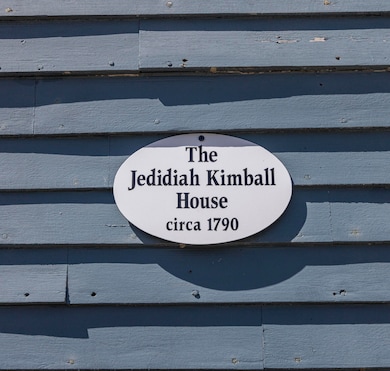 The
Jedidiah Kimball
House
circa 1790